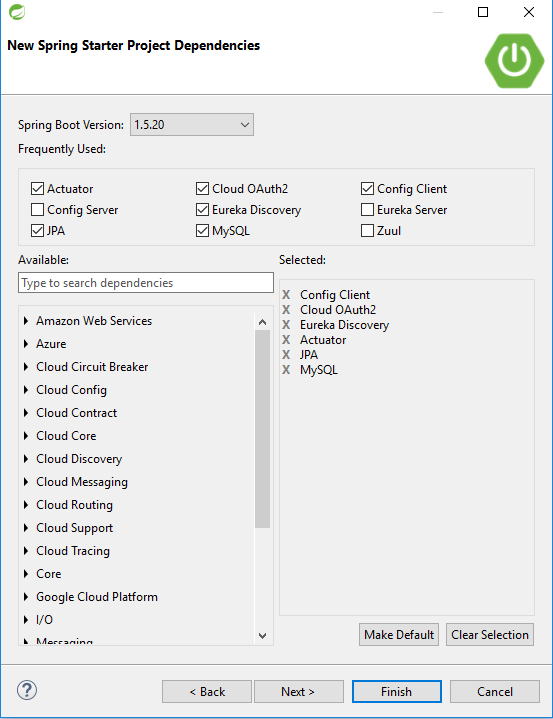 New Spring Starter Project Dependencies
Spring Boot Version: 1.5.20
Frequently Used:
Actuator Cloud OAuth2 Config Client
Config Server Eureka Discovery Eureka Server
JPA MySQL Zuul
Available:
Type to search dependencies
Amazon Web Services
Azure
Cloud Circuit Breaker
Cloud Config
Cloud Contract
Cloud Core
Cloud Discovery
Cloud Messaging
Cloud Routing
Cloud Support
Cloud Tracing
Core
Google Cloud Platform
I/O
Messaging
Selected:
X Config Client
X Cloud OAuth2
X Eureka Discovery
X Actuator
X JPA
X MySQL
Make Default Clear Selection
? < Back Next > Finish Cancel